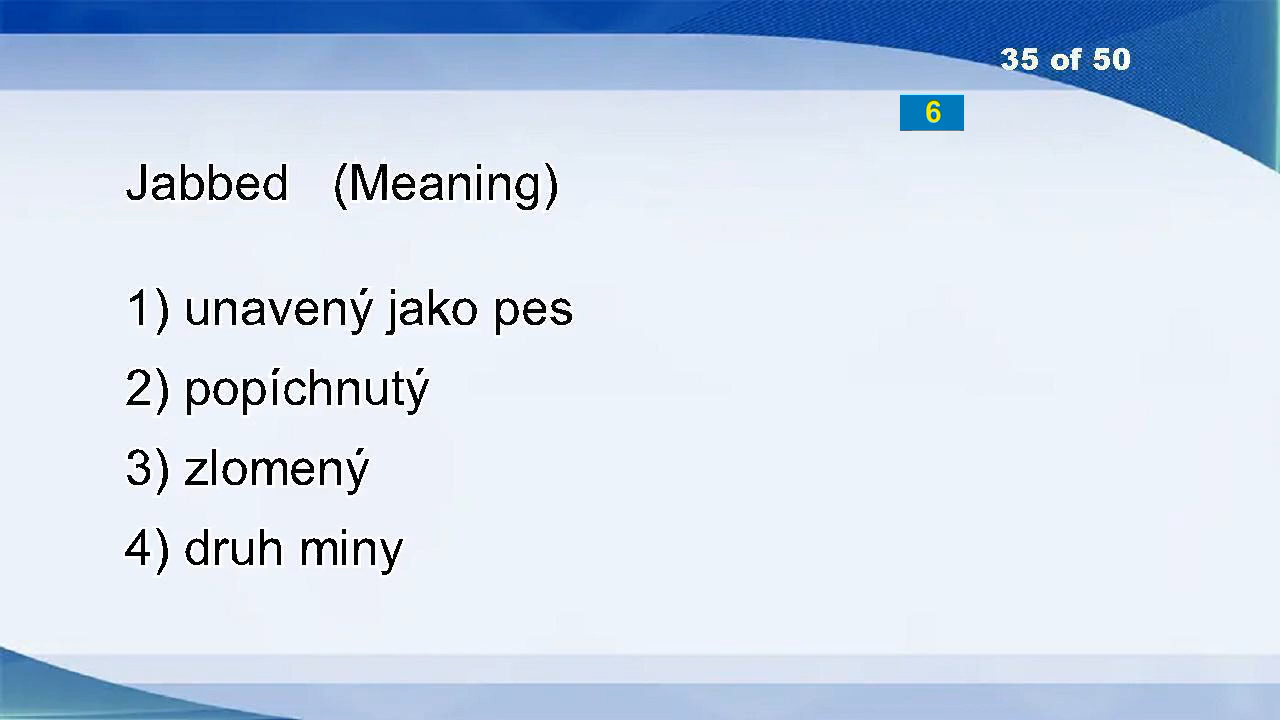 35 of 50
6
Jabbed (Meaning)
1) unavený jako pes
2) popíchnutý
3) zlomený
4) druh miny